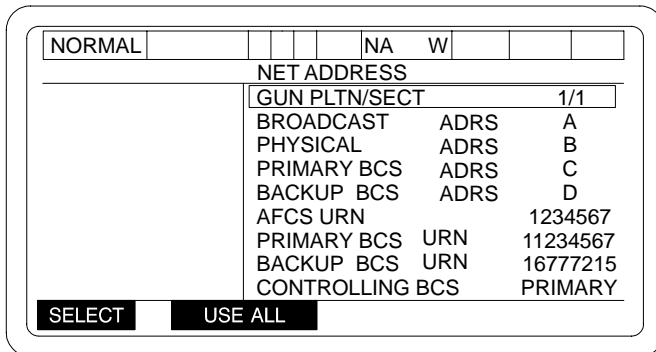 NORMAL NA W
NET ADDRESS
GUN PLTN/SECT 1/1
BROADCAST ADRS A
PHYSICAL ADRS B
PRIMARY BCS ADRS C
BACKUP BCS ADRS D
AFCS URN 1234567
PRIMARY BCS URN 11234567
BACKUP BCS URN 16777215
CONTROLLING BCS PRIMARY
SELECT USE ALL